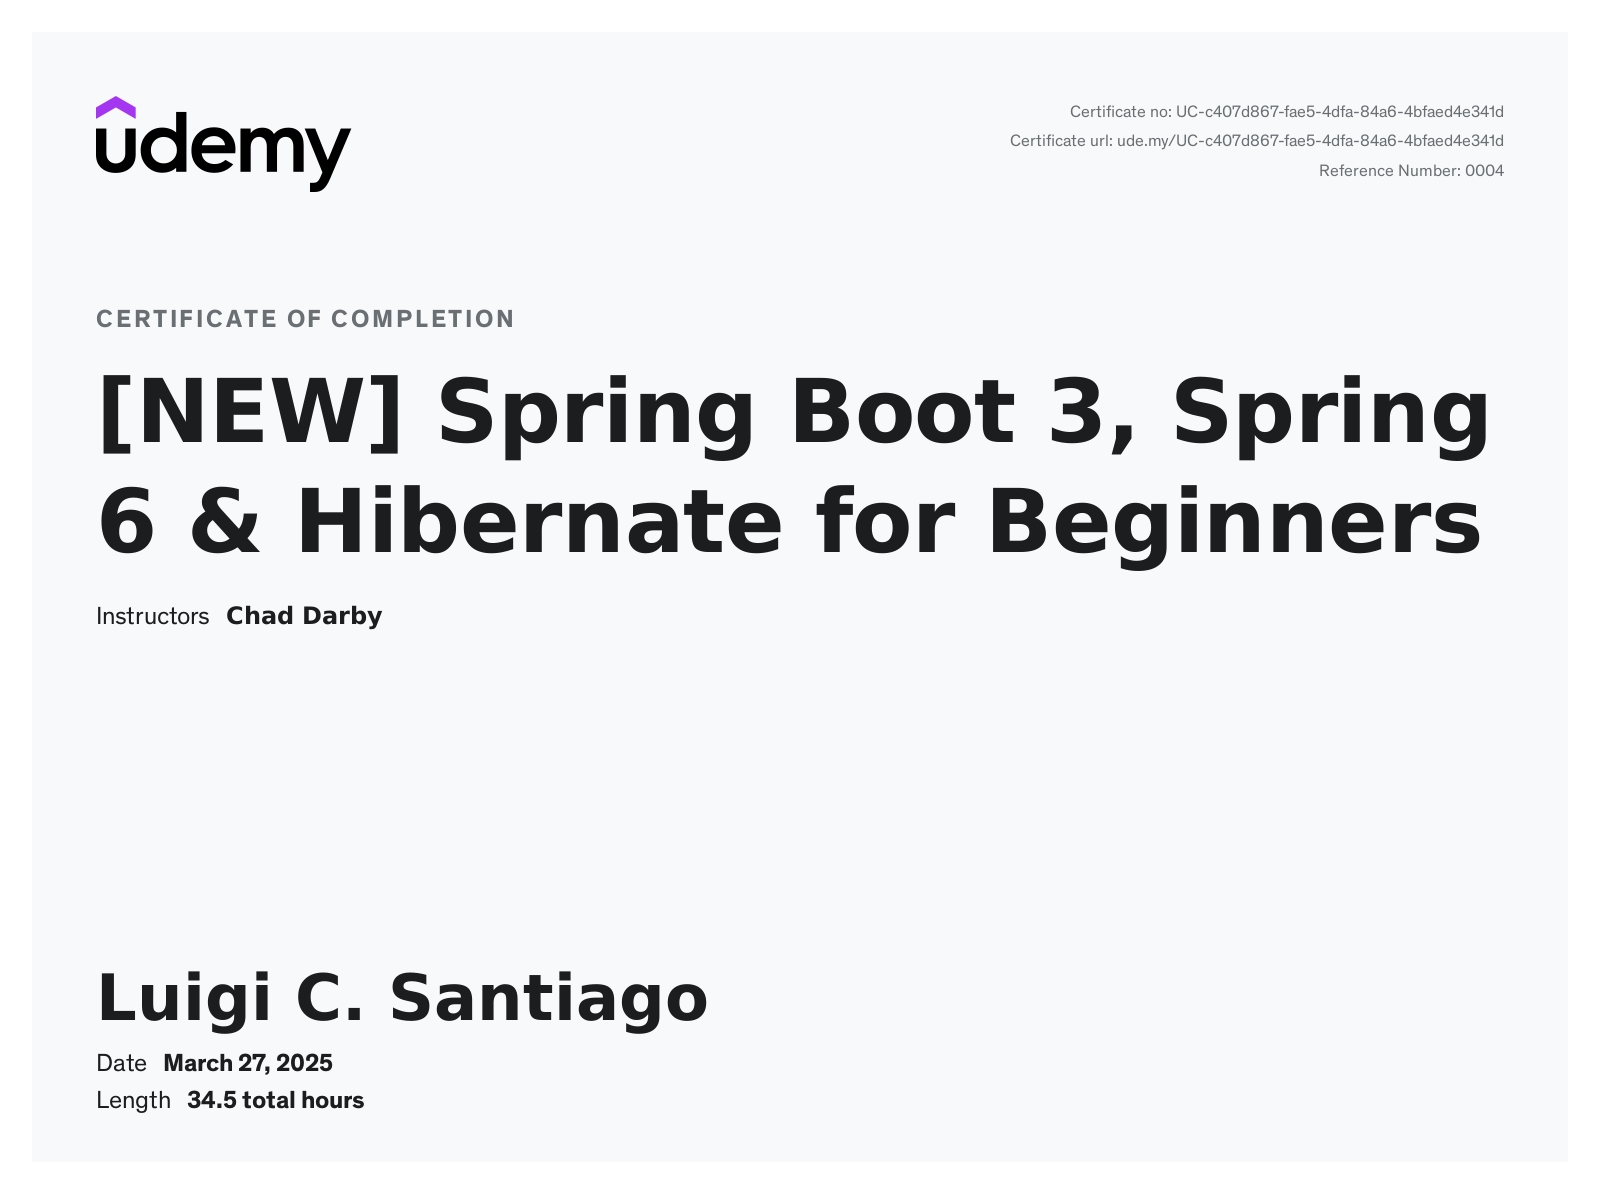 udemy
Certificate no: UC-c407d867-fae5-4dfa-84a6-4bfaed4e341d
Certificate url: ude.my/UC-c407d867-fae5-4dfa-84a6-4bfaed4e341d
Reference Number: 0004
CERTIFICATE OF COMPLETION
[NEW] Spring Boot 3, Spring
6 & Hibernate for Beginners
Instructors Chad Darby
Luigi C. Santiago
Date March 27, 2025
Length 34.5 total hours